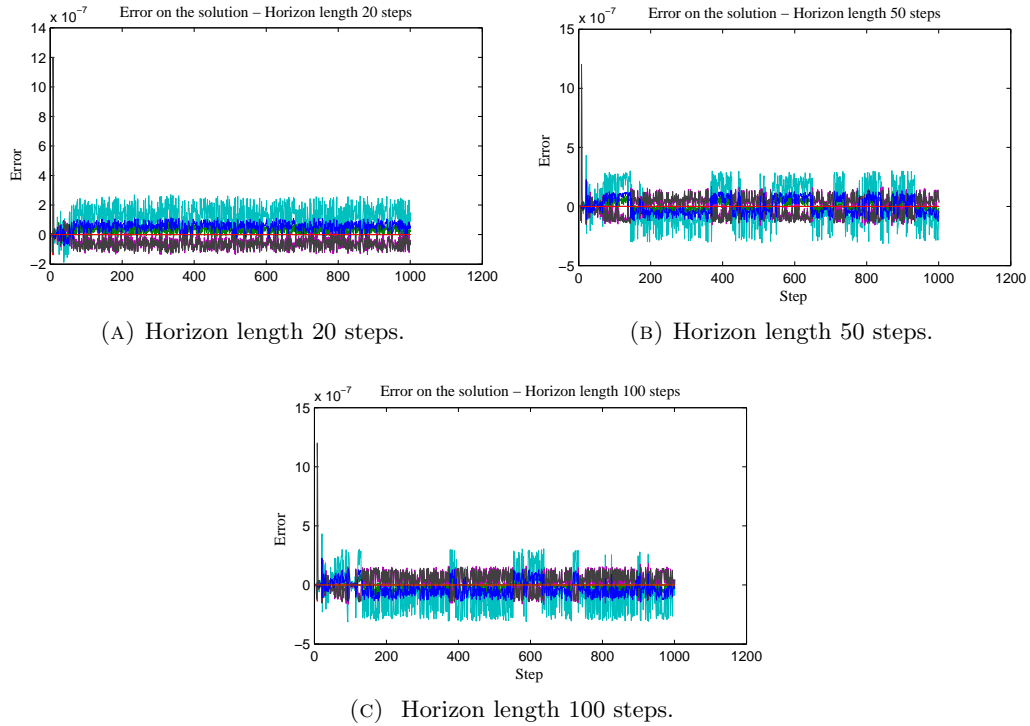 Error on the solution – Horizon length 20 steps
x 10⁻⁷
14
12
10
8
6
4
2
0
−2
Error
0 200 400 600 800 1000 1200
(A) Horizon length 20 steps.
Error on the solution – Horizon length 50 steps
x 10⁻⁷
15
10
5
0
−5
Error
0 200 400 600 800 1000 1200
Step
(B) Horizon length 50 steps.
Error on the solution – Horizon length 100 steps
x 10⁻⁷
15
10
5
0
−5
Error
0 200 400 600 800 1000 1200
Step
(C) Horizon length 100 steps.